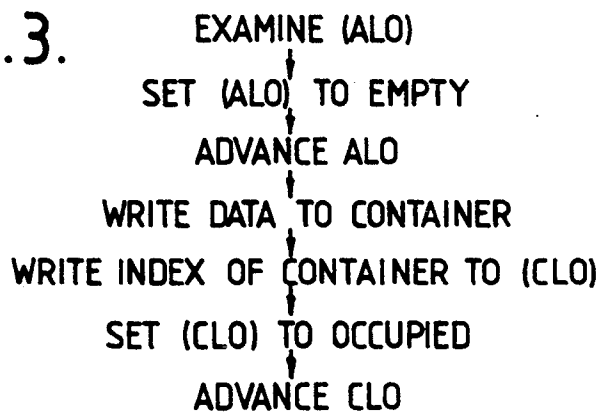 .3.
EXAMINE (ALO)
SET (ALO) TO EMPTY
ADVANCE ALO
WRITE DATA TO CONTAINER
WRITE INDEX OF CONTAINER TO (CLO)
SET (CLO) TO OCCUPIED
ADVANCE CLO